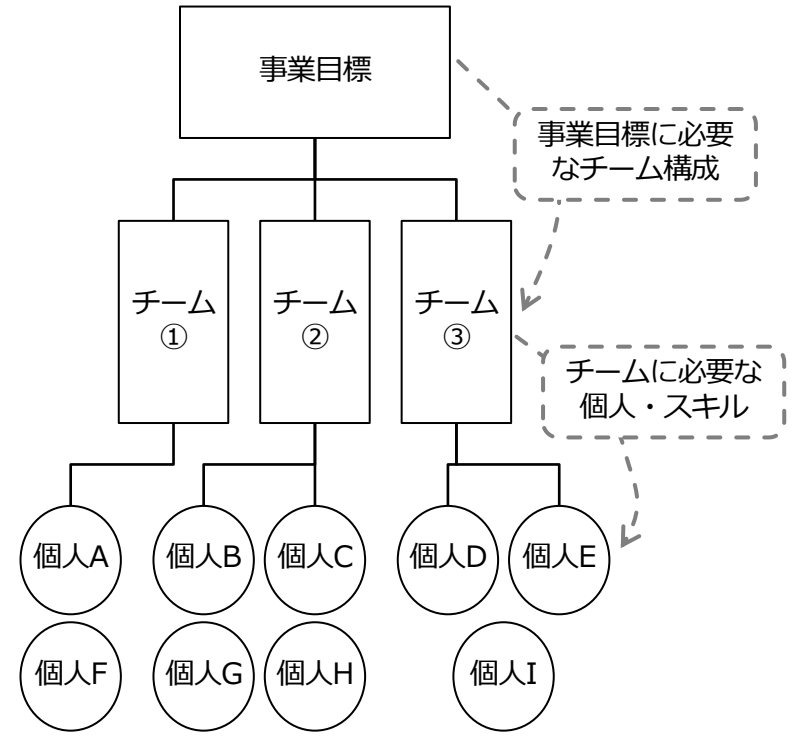 事業目標
事業目標に必要
なチーム構成
チーム
①
チーム
②
チーム
③
チームに必要な
個人・スキル
個人A
個人B
個人C
個人D
個人E
個人F
個人G
個人H
個人I